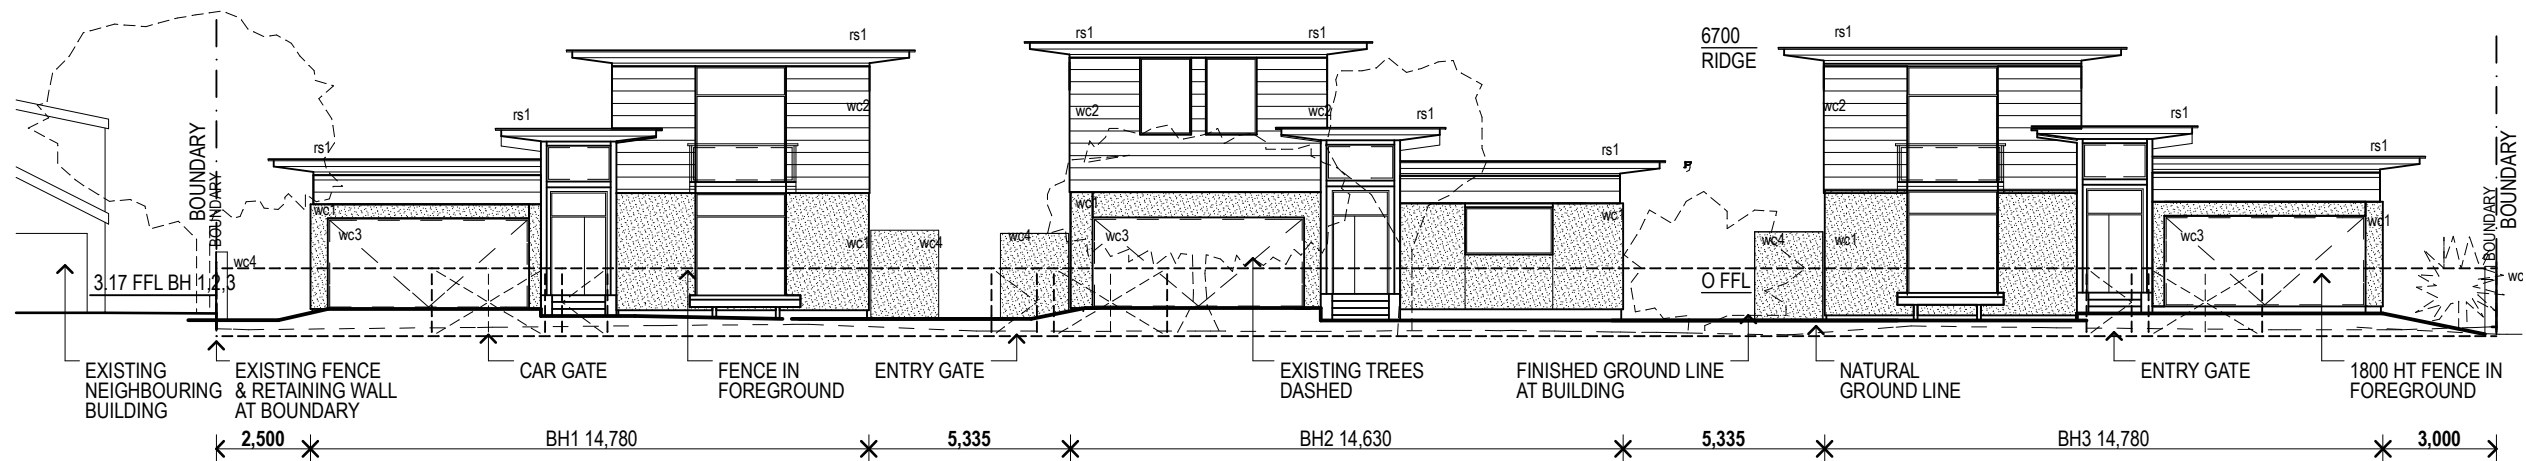 rs1
rs1
rs1
6700
RIDGE
rs1
rs1
rs1
rs1
rs1
rs1
rs1
BOUNDARY
BOUNDARY
wc2
wc2
wc2
wc2
BOUNDARY
BOUNDARY
wc1
wc3
wc4
wc1
wc4
wc4
wc1
wc3
wc
wc4
wc1
wc3
wc1
wc
3.17 FFL BH 1,2,3
O FFL
EXISTING
NEIGHBOURING
BUILDING
EXISTING FENCE
& RETAINING WALL
AT BOUNDARY
CAR GATE
FENCE IN
FOREGROUND
ENTRY GATE
EXISTING TREES
DASHED
FINISHED GROUND LINE
AT BUILDING
NATURAL
GROUND LINE
ENTRY GATE
1800 HT FENCE IN
FOREGROUND
2,500
BH1 14,780
5,335
BH2 14,630
5,335
BH3 14,780
3,000